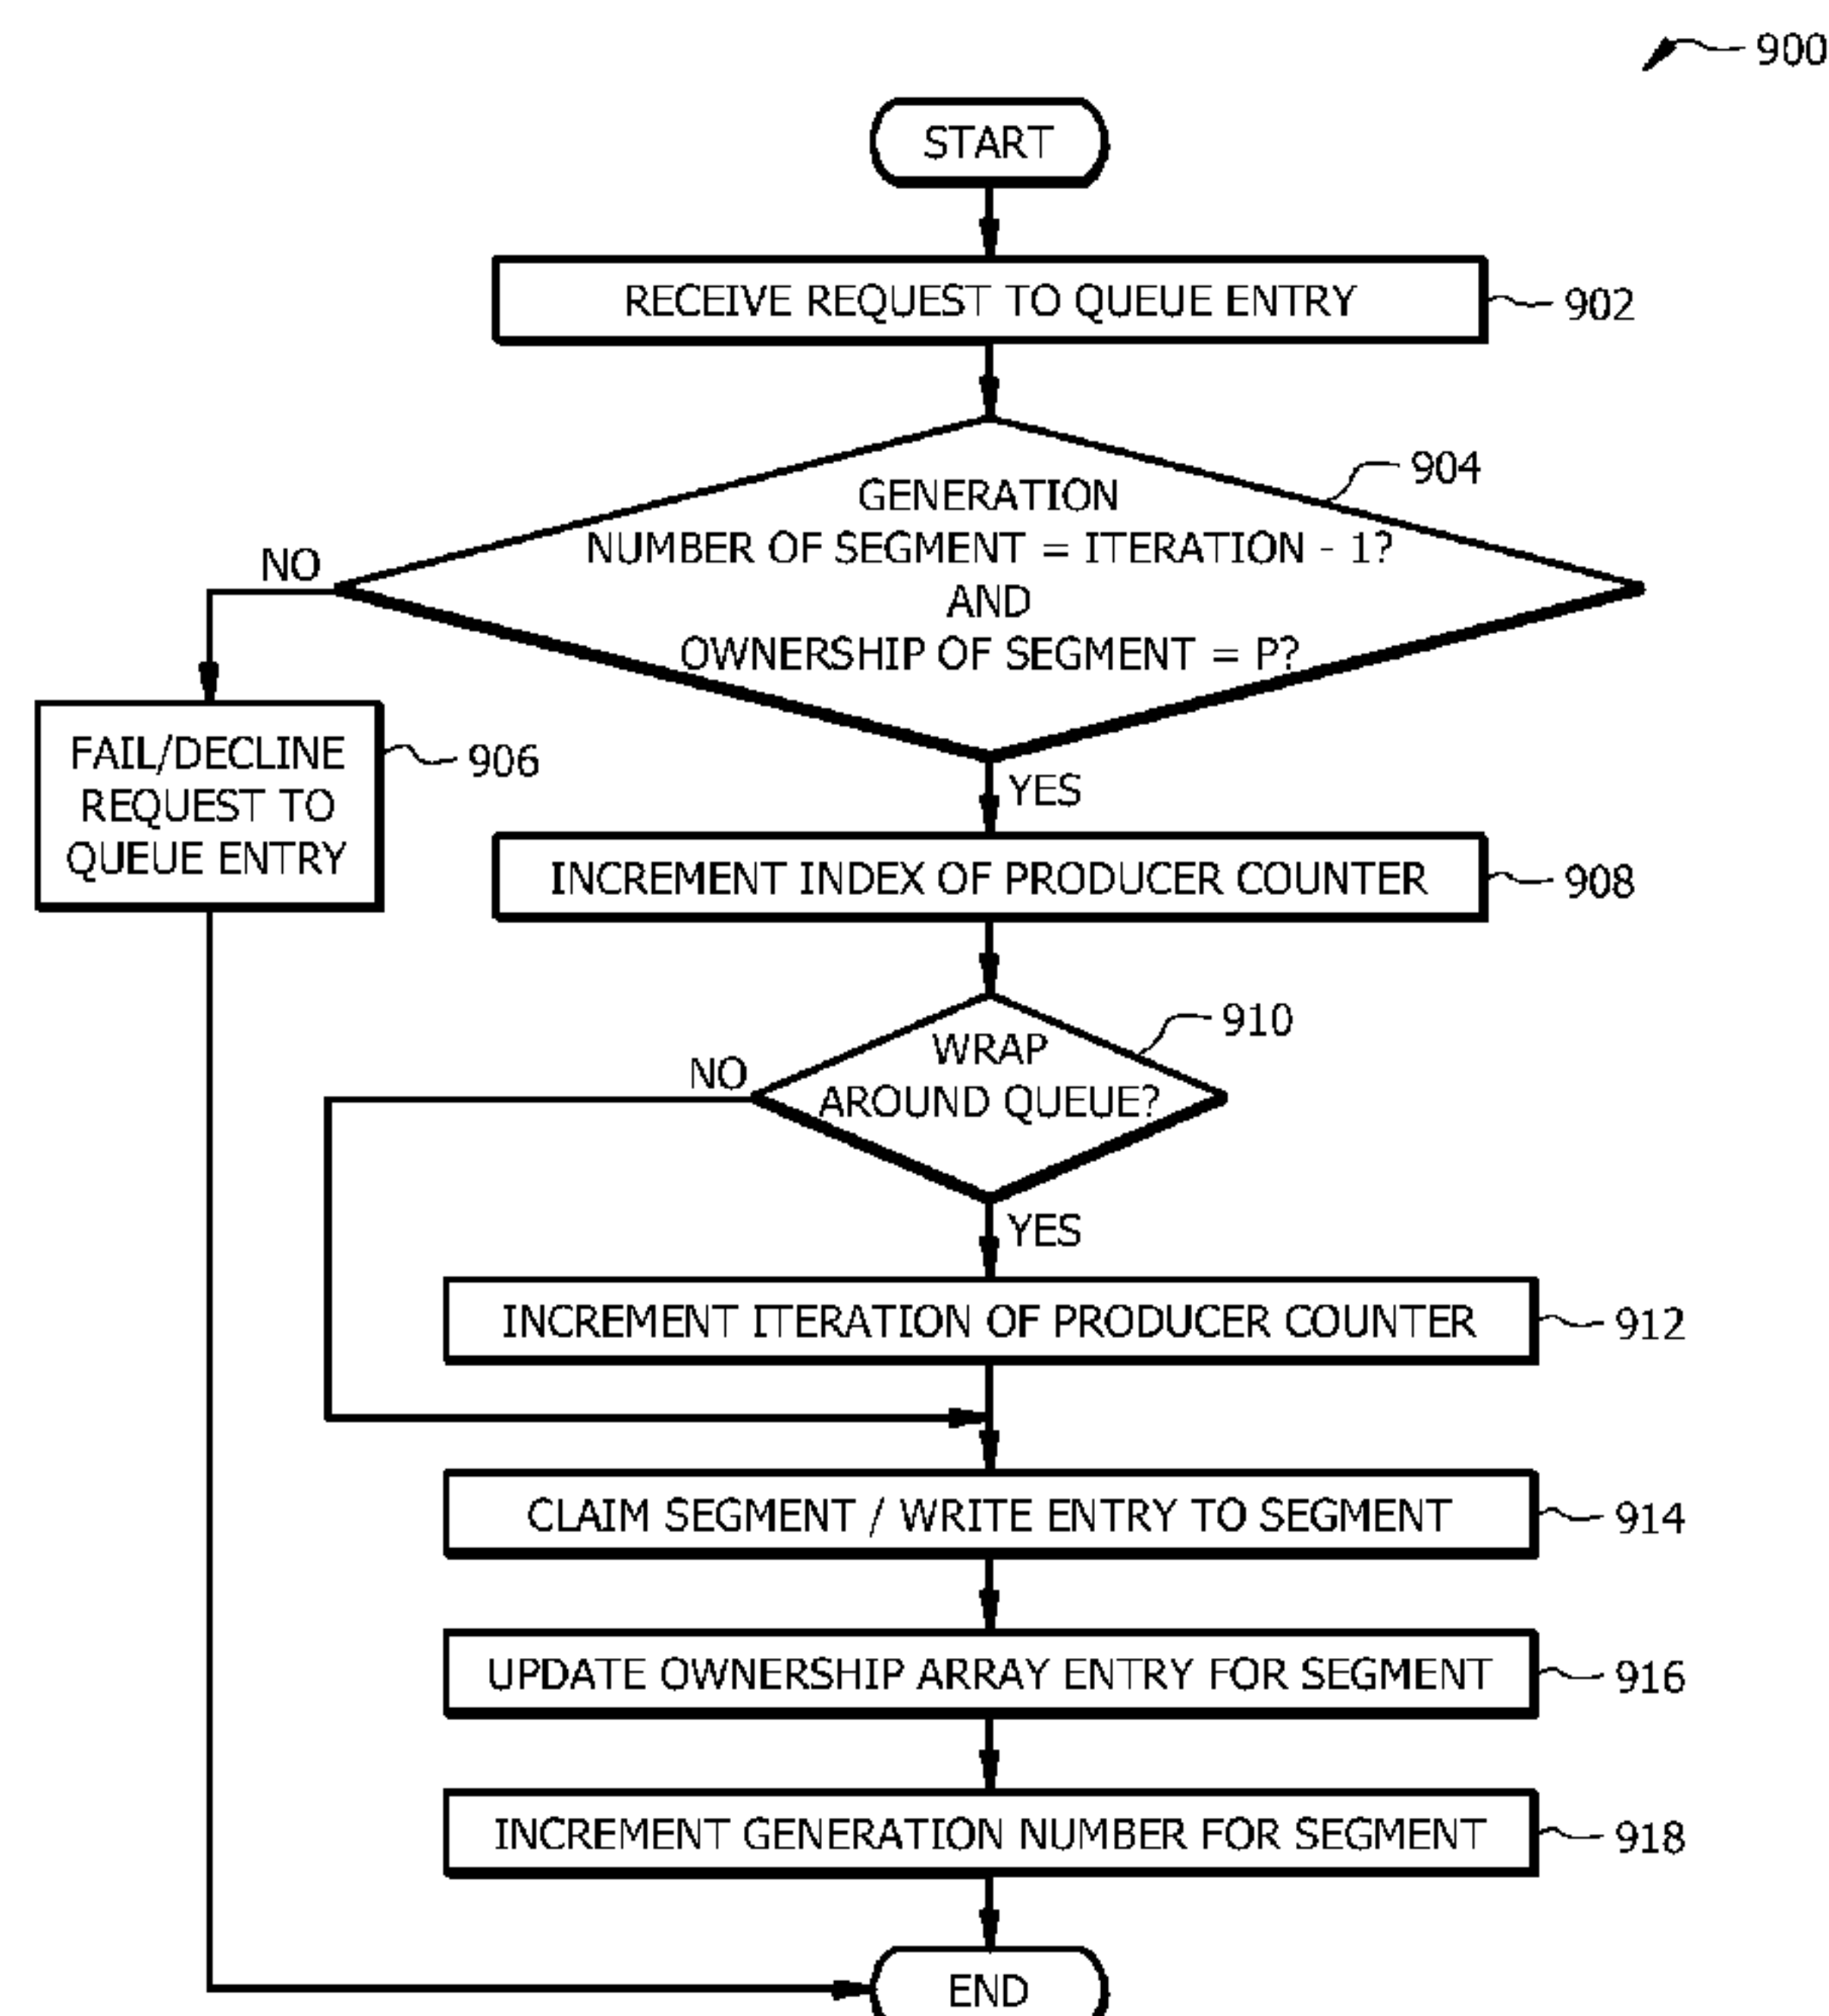 900
START
RECEIVE REQUEST TO QUEUE ENTRY
902
904
GENERATION
NUMBER OF SEGMENT = ITERATION - 1?
AND
OWNERSHIP OF SEGMENT = P?
NO
FAIL/DECLINE
REQUEST TO
QUEUE ENTRY
906
YES
INCREMENT INDEX OF PRODUCER COUNTER
908
910
WRAP
AROUND QUEUE?
NO
YES
INCREMENT ITERATION OF PRODUCER COUNTER
912
CLAIM SEGMENT / WRITE ENTRY TO SEGMENT
914
UPDATE OWNERSHIP ARRAY ENTRY FOR SEGMENT
916
INCREMENT GENERATION NUMBER FOR SEGMENT
918
END